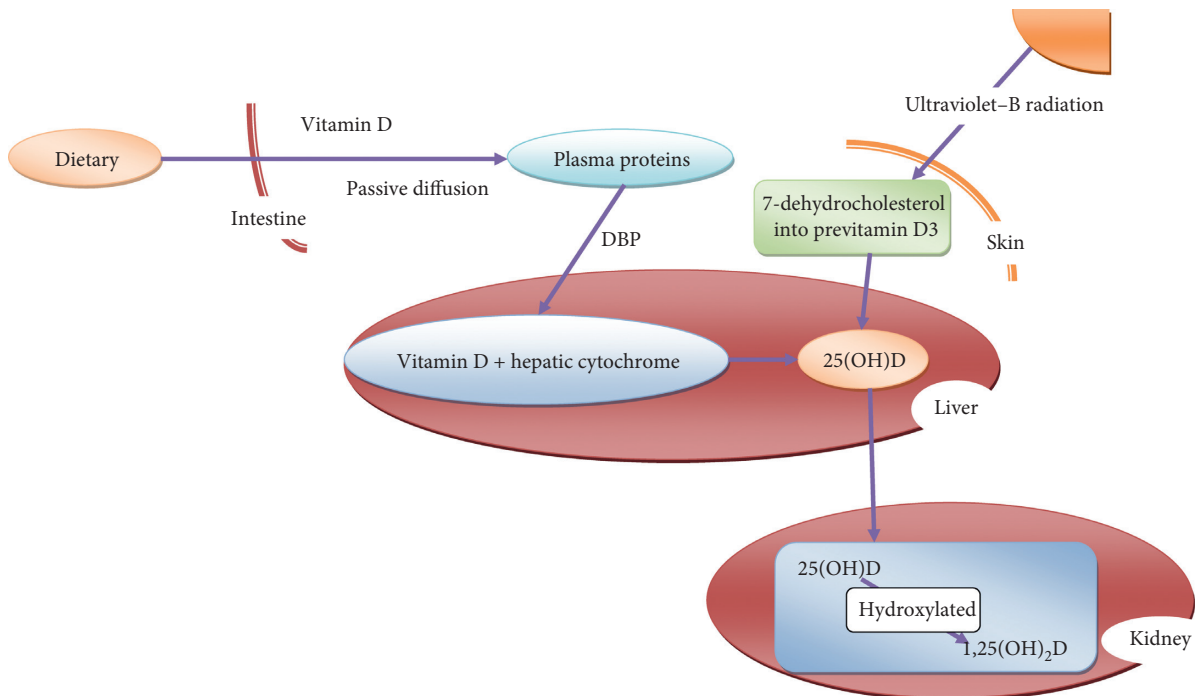 Ultraviolet–B radiation
Vitamin D
Dietary
Plasma proteins
Passive diffusion
7-dehydrocholesterol
into previtamin D3
Intestine
Skin
DBP
Vitamin D + hepatic cytochrome
25(OH)D
Liver
25(OH)D
Hydroxylated
1,25(OH)₂D
Kidney